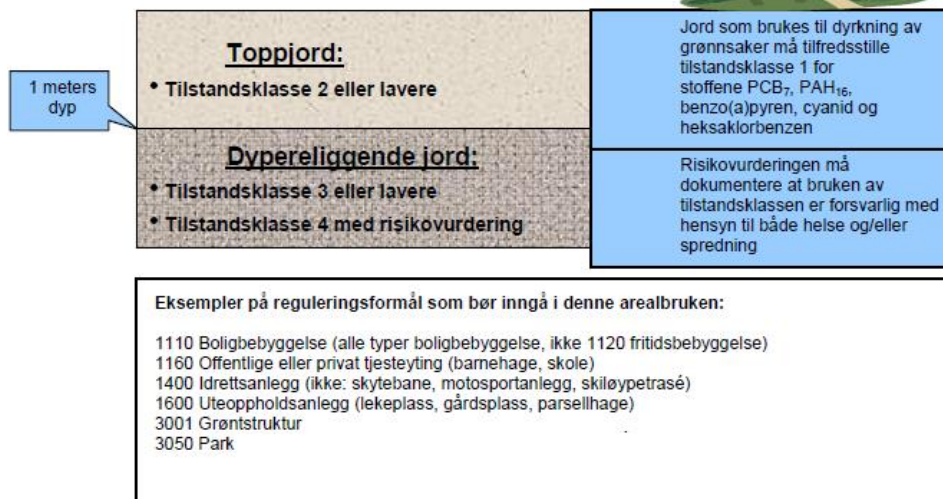 Toppjord:
• Tilstandsklasse 2 eller lavere
1 meters
dyp
Dypereliggende jord:
• Tilstandsklasse 3 eller lavere
• Tilstandsklasse 4 med risikovurdering
Jord som brukes til dyrkning av
grønnsaker må tilfredsstille
tilstandsklasse 1 for
stoffene PCB₇, PAH₁₆,
benzo(a)pyren, cyanid og
heksaklorbenzen
Risikovurderingen må
dokumentere at bruken av
tilstandsklassen er forsvarlig med
hensyn til både helse og/eller
spredning
Eksempler på reguleringsformål som bør inngå i denne arealbruken:
1110 Boligbebyggelse (alle typer boligbebyggelse, ikke 1120 fritidsbebyggelse)
1160 Offentlige eller privat tjesteyting (barnehage, skole)
1400 Idrettsanlegg (ikke: skytebane, motosportanlegg, skiløypetrasé)
1600 Uteoppholdsanlegg (lekeplass, gårdsplass, parsellhage)
3001 Grøntstruktur
3050 Park